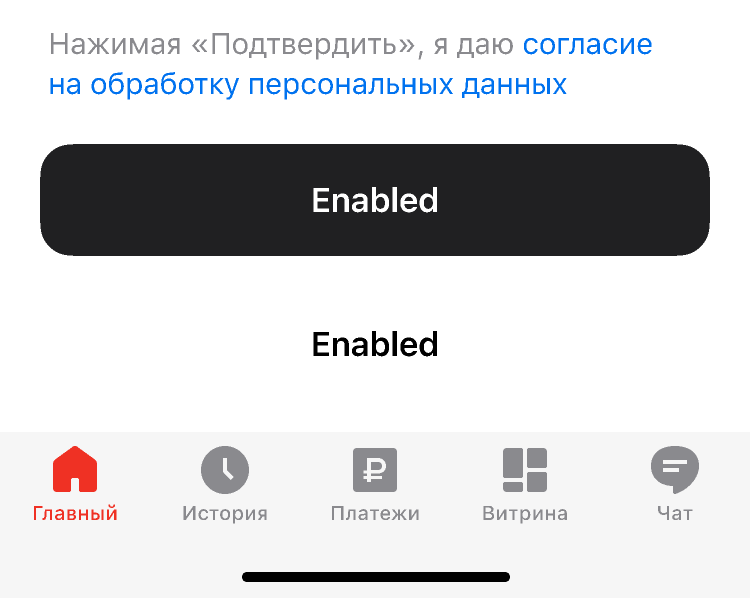 Нажимая «Подтвердить», я даю согласие
на обработку персональных данных
Enabled
Enabled
Главный История Платежи Витрина Чат